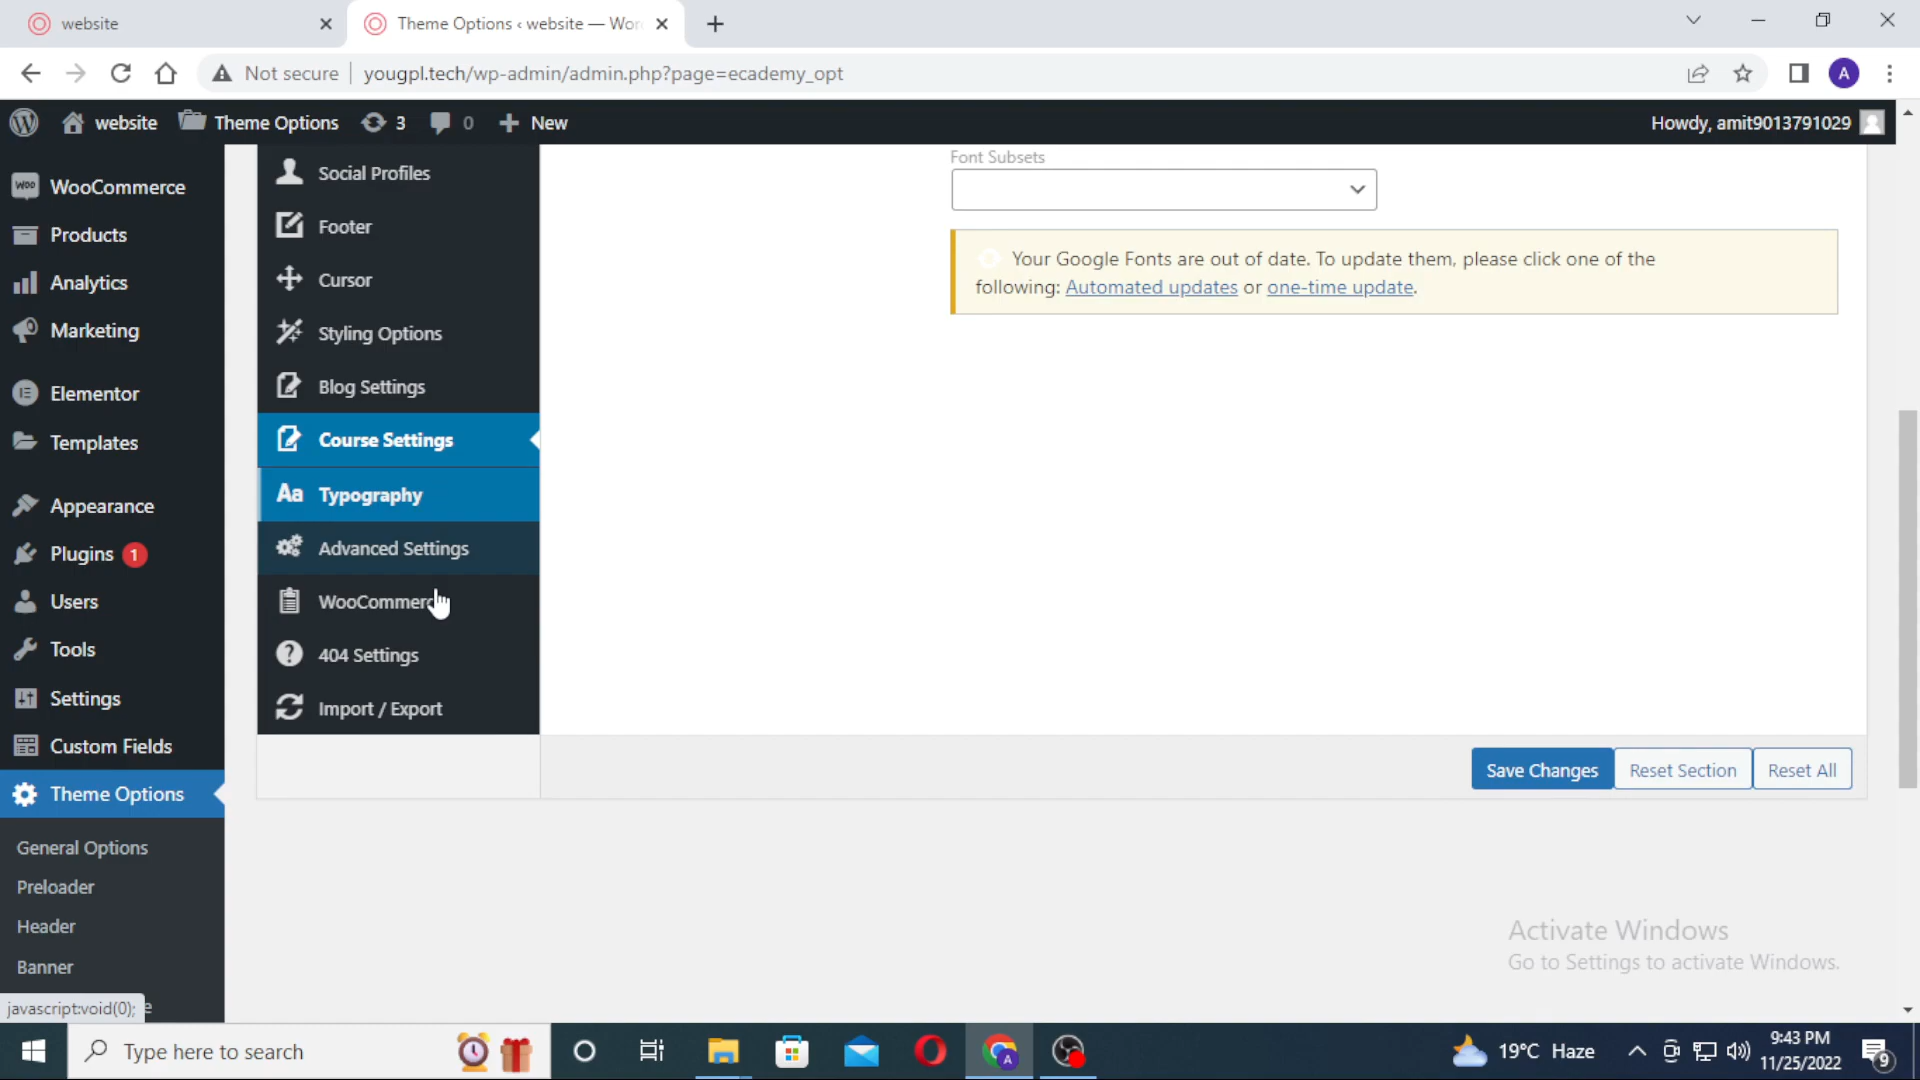 website
Theme Options ‹ website — Wor
Not secure
yougpl.tech/wp-admin/admin.php?page=ecademy_opt
A
website
Theme Options
3
0
New
Howdy, amit9013791029
WooCommerce
Products
Analytics
Marketing
Elementor
Templates
Appearance
Plugins 1
Users
Tools
Settings
Custom Fields
Theme Options
General Options
Preloader
Header
Banner
javascript:void(0);
Social Profiles
Footer
Cursor
Styling Options
Blog Settings
Course Settings
Aa Typography
Advanced Settings
WooCommerc
404 Settings
Import / Export
Font Subsets
Your Google Fonts are out of date. To update them, please click one of the
following: Automated updates or one-time update.
Save Changes
Reset Section
Reset All
Activate Windows
Go to Settings to activate Windows.
Type here to search
A
19°C Haze
9:43 PM
11/25/2022
9